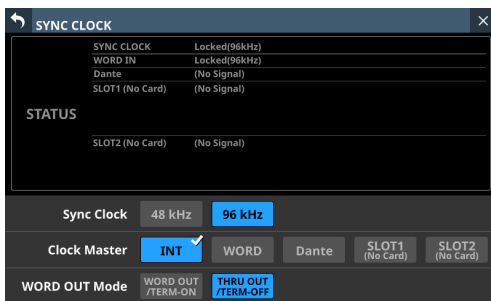 SYNC CLOCK
SYNC CLOCK Locked(96kHz)
WORD IN Locked(96kHz)
Dante (No Signal)
SLOT1 (No Card) (No Signal)
STATUS
SLOT2 (No Card) (No Signal)
Sync Clock 48 kHz 96 kHz
Clock Master INT WORD Dante SLOT1 (No Card) SLOT2 (No Card)
WORD OUT Mode WORD OUT /TERM-ON THRU OUT /TERM-OFF